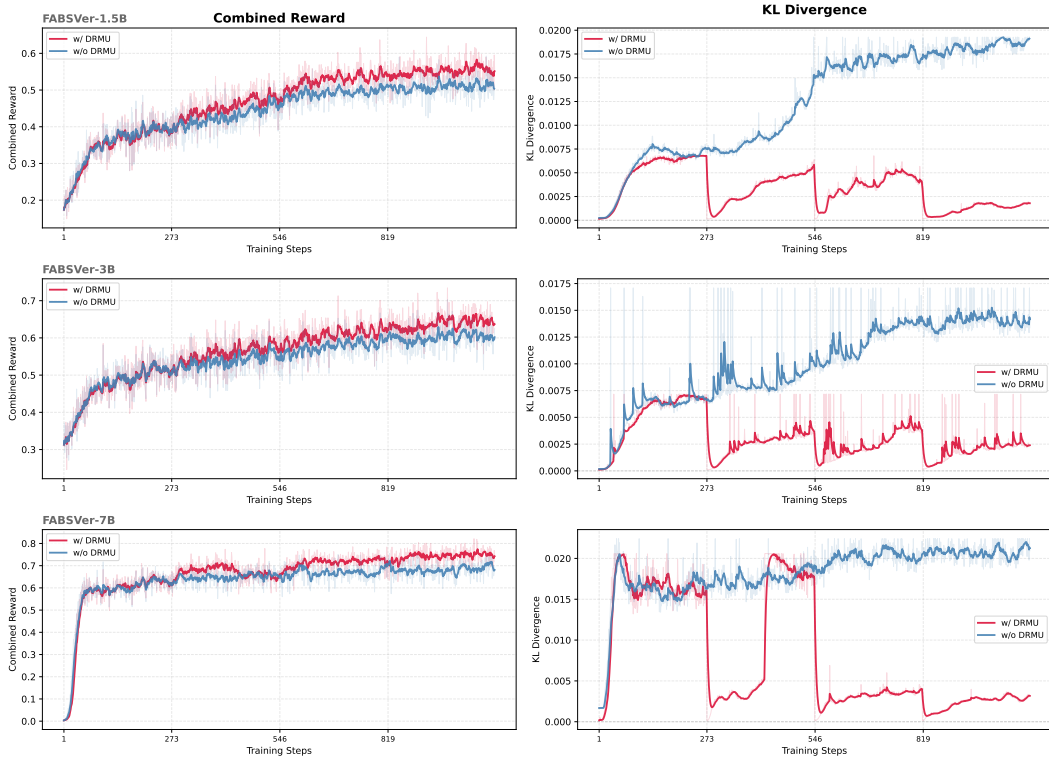 FABSVer-1.5B
Combined Reward
KL Divergence
w/ DRMU
w/o DRMU
0.6
0.5
0.4
0.3
0.2
Combined Reward
1
273
546
819
Training Steps
w/ DRMU
w/o DRMU
0.0200
0.0175
0.0150
0.0125
0.0100
0.0075
0.0050
0.0025
0.0000
KL Divergence
1
273
546
819
Training Steps
FABSVer-3B
w/ DRMU
w/o DRMU
0.7
0.6
0.5
0.4
0.3
Combined Reward
1
273
546
819
Training Steps
w/ DRMU
w/o DRMU
0.0175
0.0150
0.0125
0.0100
0.0075
0.0050
0.0025
0.0000
KL Divergence
1
273
546
819
Training Steps
FABSVer-7B
w/ DRMU
w/o DRMU
0.8
0.7
0.6
0.5
0.4
0.3
0.2
0.1
0.0
Combined Reward
1
273
546
819
Training Steps
w/ DRMU
w/o DRMU
0.020
0.015
0.010
0.005
0.000
KL Divergence
1
273
546
819
Training Steps